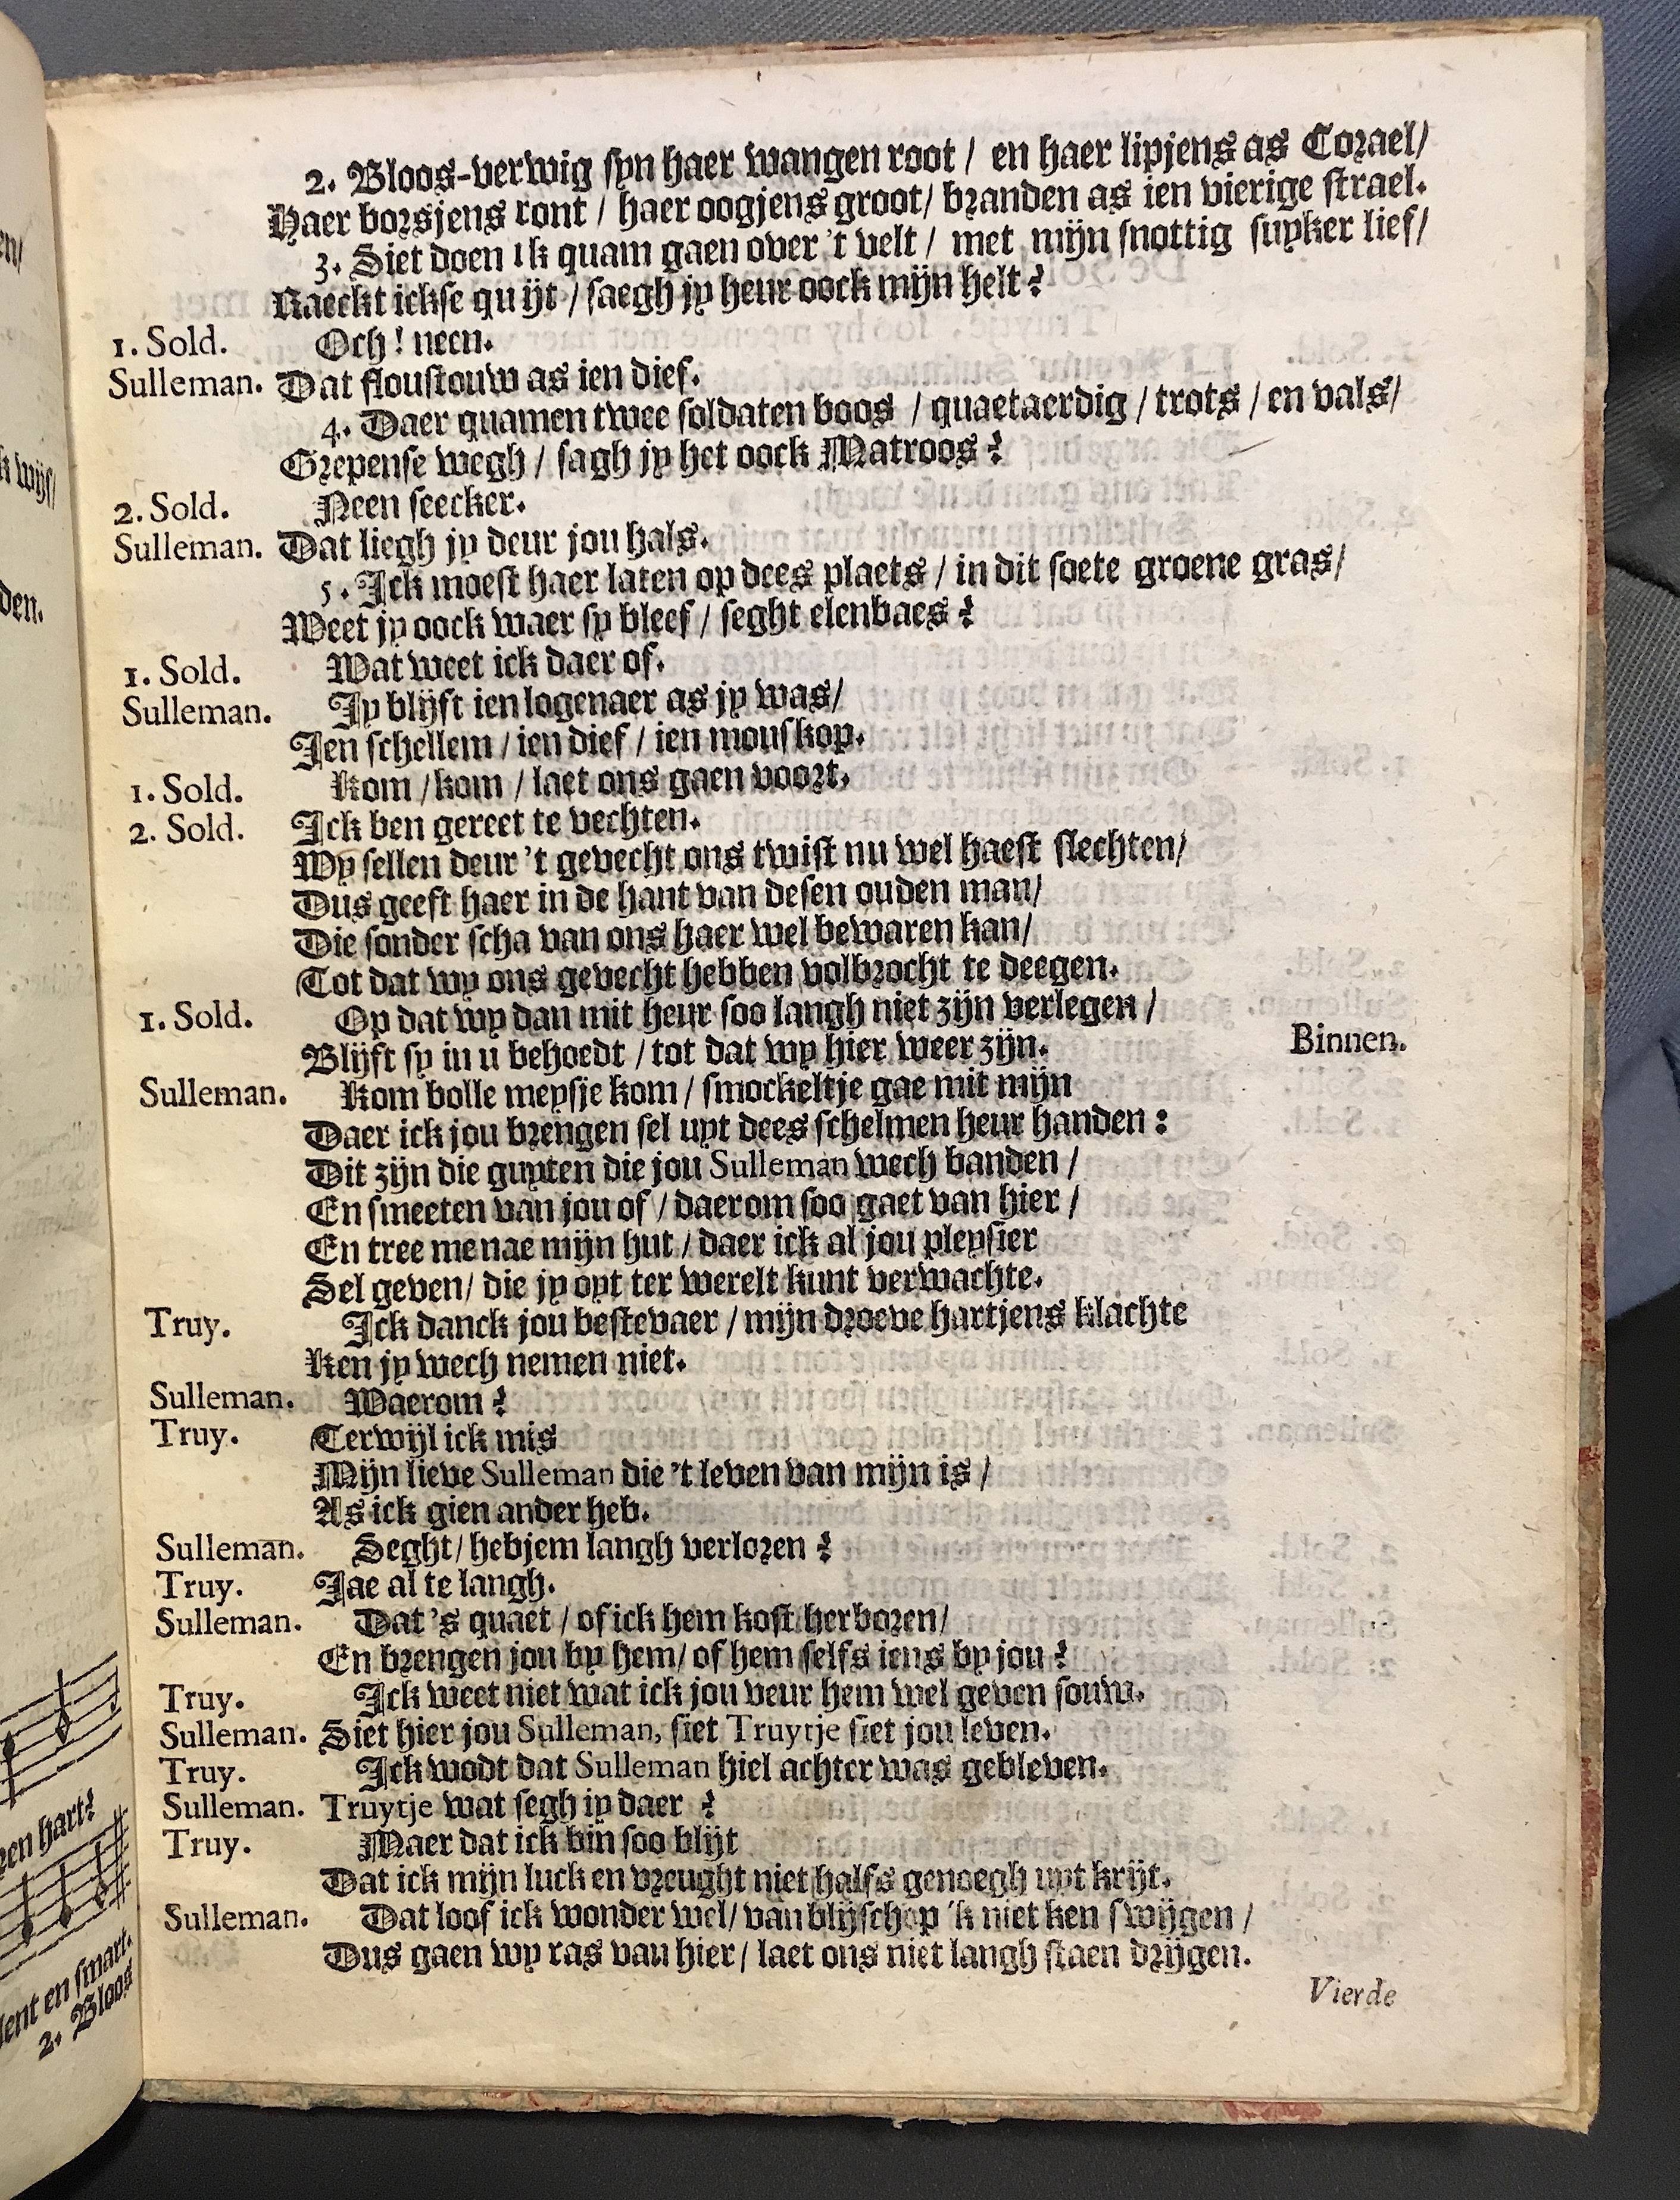 2. Bloos-verwig syn haer wangen root / en haer lipjens as Corael/
Haer borsjens ront / haer oogjens groot/ branden as ien vierige strael.
3. Siet doen Ik quam gaen over 't velt / met mijn snottig suyker lief/
Raeckt ickse quijt / saegh jy heur oock mijn helt?
1. Sold. Och! neen.
Sulleman. Dat floustouw as ien dief.
4. Daer quamen twee soldaten boos / quaetaerdig / trots / en vals/
Grepense wegh / sagh jy het oock Matroos?
2. Sold. Neen seecker.
Sulleman. Dat liegh jy deur jou hals.
5. Ick moest haer laten op dees plaets / in dit soete groene gras/
Weet jy oock waer sy bleef / seght elenbaes?
1. Sold. Wat weet ick daer of.
Sulleman. Jy blijft ien logenaer as jy was/
Ien schellem / ien dief / ien mouskop.
1. Sold. Kom / kom / laet ons gaen voort.
2. Sold. Ick ben gereet te vechten.
Wy sellen deur 't gevecht ons twist nu wel haest slechten/
Dus geeft haer in de hant van desen ouden man/
Die sonder scha van ons haer wel bewaren kan/
Tot dat wy ons gevecht hebben volbrocht te deegen.
1. Sold. Op dat wy dan mit heur soo langh niet zijn verlegen /
Blijft sy in u behoedt / tot dat wy hier weer zijn. Binnen.
Sulleman. Kom bolle meysje kom / smockeltje gae mit mijn
Daer ick jou brengen sel uyt dees schelmen heur handen:
Dit zijn die guyten die jou Sulleman wech banden /
En smeeten van jou of / daerom soo gaet van hier /
En tree me nae mijn hut / daer ick al jou pleysier
Sel geven/ die jy oyt ter werelt kunt verwachte.
Truy. Ick danck jou bestevaer / mijn droeve hartjens klachte
Ken jy wech nemen niet.
Sulleman. Waerom?
Truy. Terwijl ick mis
Mijn lieve Sulleman die 't leven van mijn is /
As ick gien ander heb.
Sulleman. Seght/ hebjem langh verloren?
Truy. Jae al te langh.
Sulleman. Dat 's quaet / of ick hem kost herboren/
En brengen jou by hem/ of hem selfs iens by jou?
Truy. Ick weet niet wat ick jou veur hem wel geven souw.
Sulleman. Siet hier jou Sulleman, siet Truytje siet jou leven.
Truy. Ick wodt dat Sulleman hiel achter was gebleven.
Sulleman. Truytje wat segh jy daer ?
Truy. Maer dat ick bin soo blijt
Dat ick mijn luck en vreught niet halfs genoegh uyt krijt.
Sulleman. Dat loof ick wonder wel/ van blijschop 'k niet ken swijgen /
Dus gaen wy ras van hier / laet ons niet langh staen drijgen.
Vierde
en/
k wijs/
den.
en hart?
lent en smart.
2. Bloos